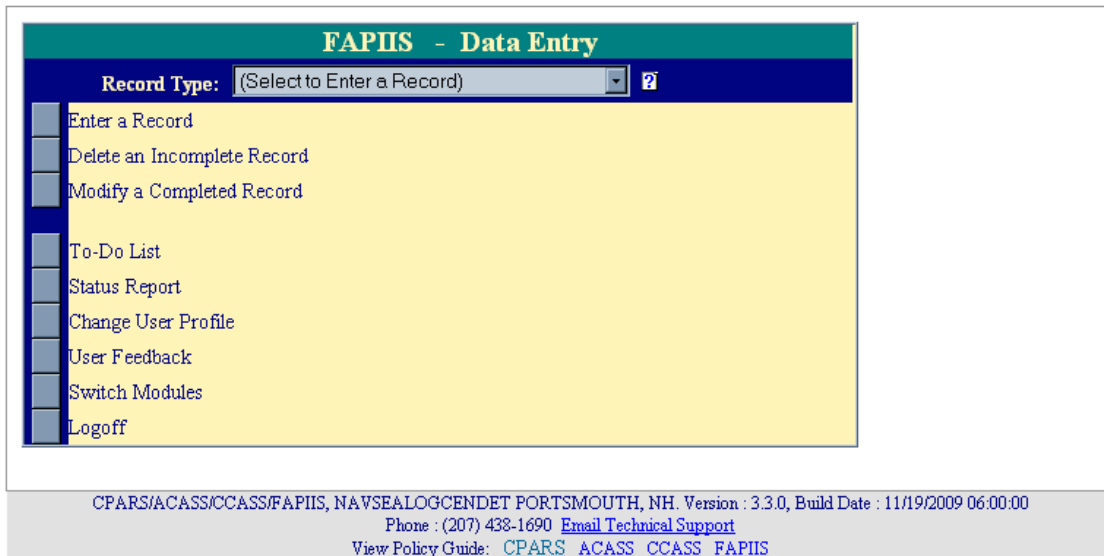 FAPIIS - Data Entry
Record Type: (Select to Enter a Record) ?
Enter a Record
Delete an Incomplete Record
Modify a Completed Record
To-Do List
Status Report
Change User Profile
User Feedback
Switch Modules
Logoff
CPARS/ACASS/CCASS/FAPIIS, NAVSEALOGCENDET PORTSMOUTH, NH. Version : 3.3.0, Build Date : 11/19/2009 06:00:00
Phone : (207) 438-1690 Email Technical Support
View Policy Guide: CPARS ACASS CCASS FAPIIS